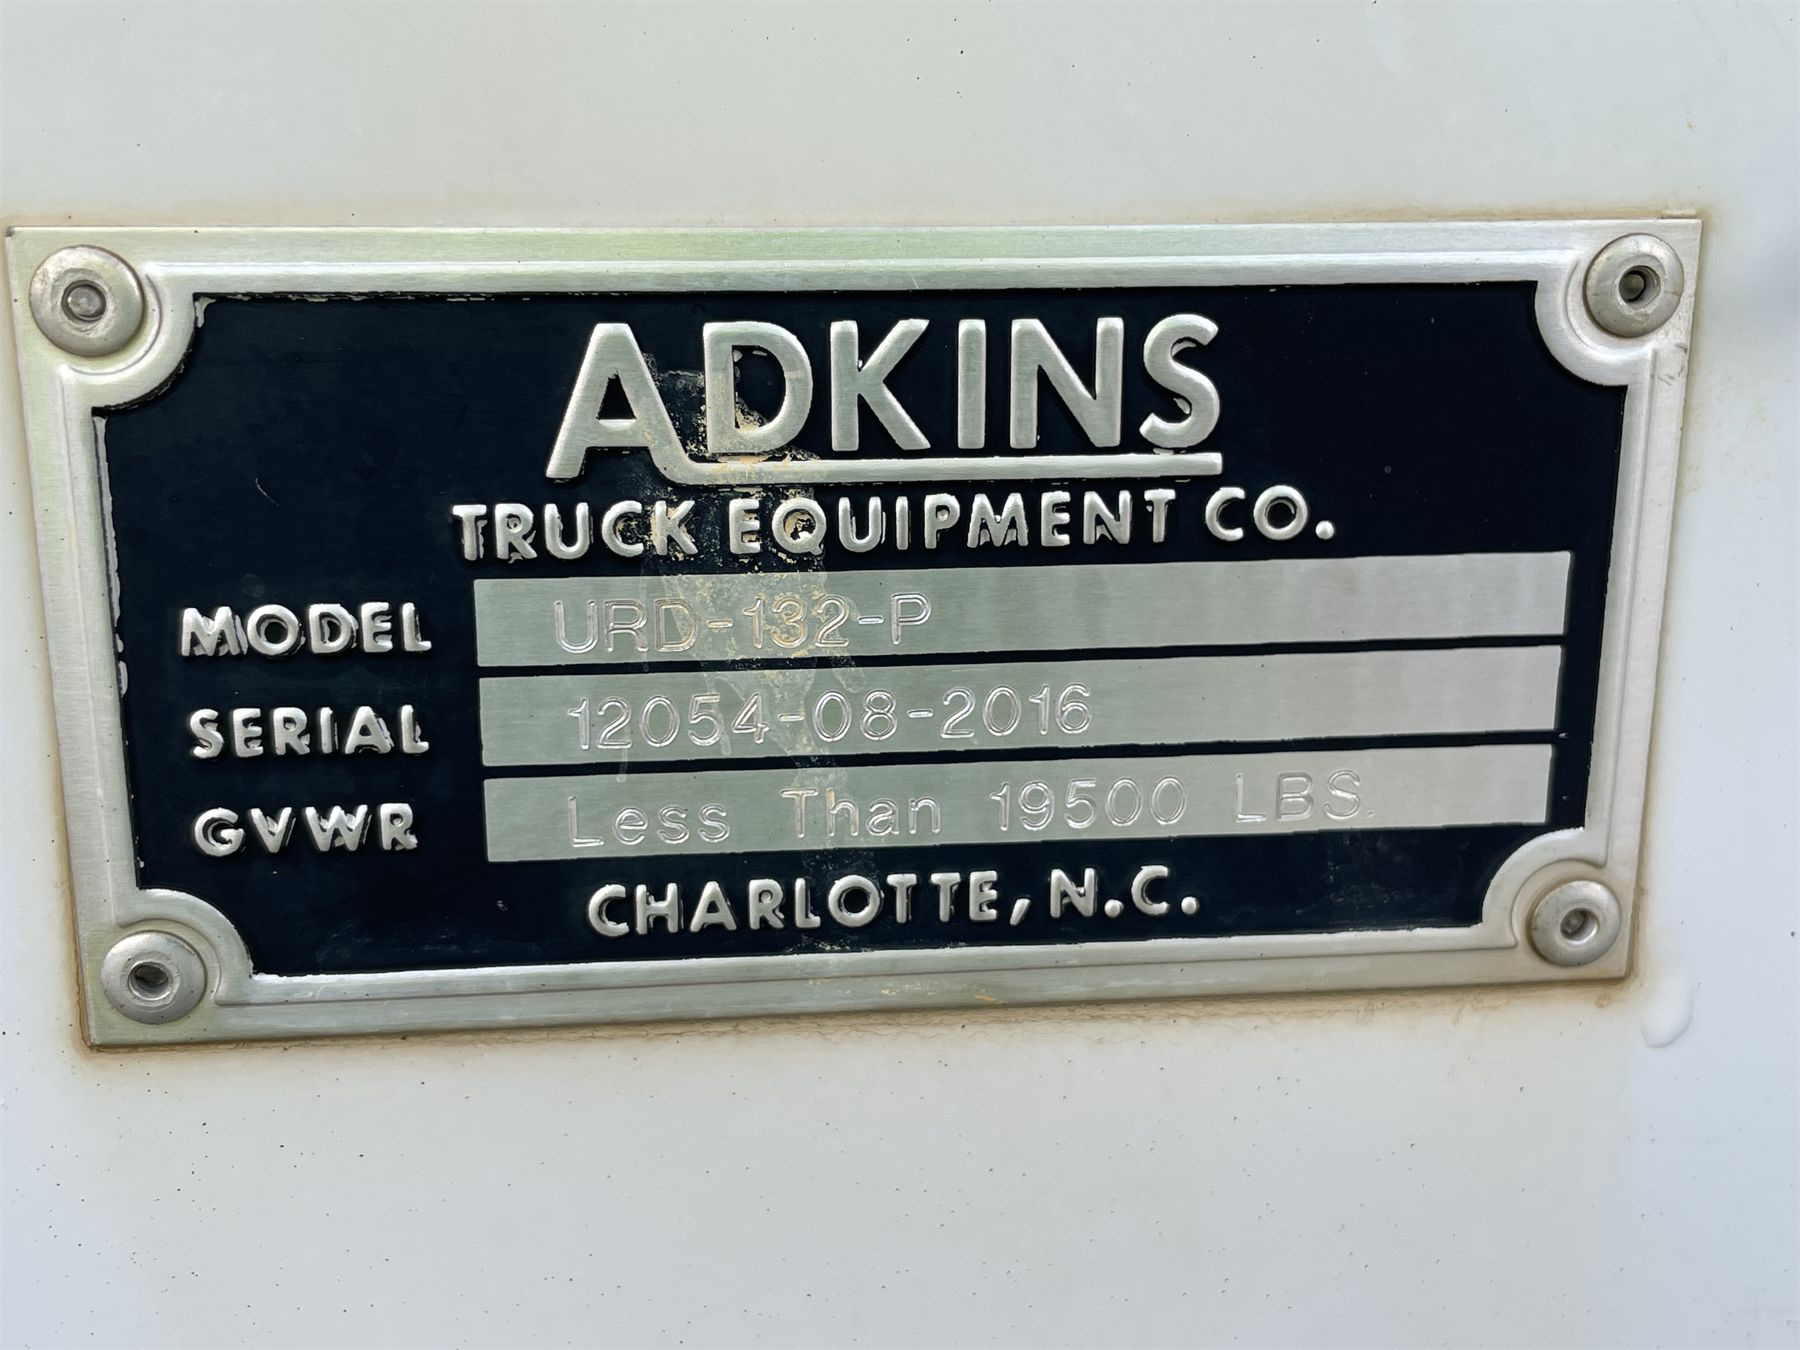 ADKINS
TRUCK EQUIPMENT CO.
MODEL URD-132-P
SERIAL 12054-08-2016
GVWR Less Than 19500 LBS.
CHARLOTTE, N.C.